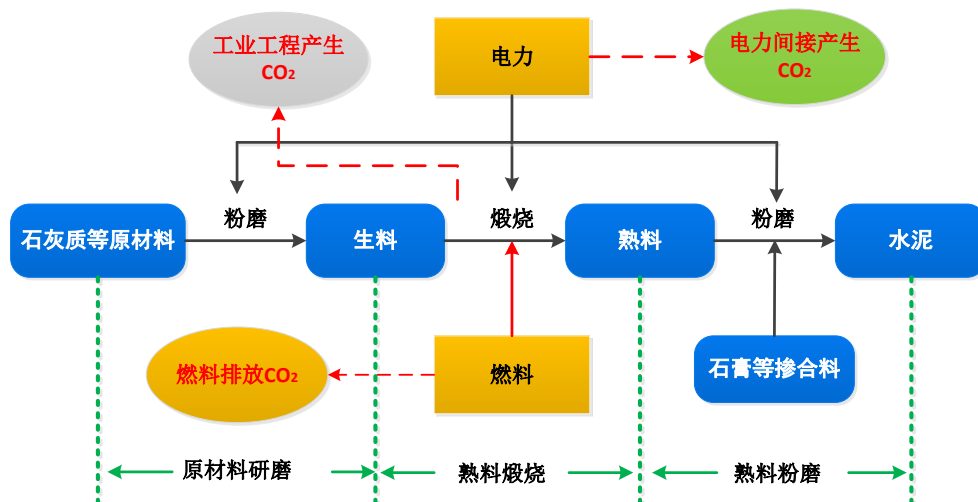 工业工程产生
CO₂
电力
电力间接产生
CO₂
粉磨
煅烧
粉磨
石灰质等原材料
生料
熟料
水泥
燃料排放CO₂
燃料
石膏等掺合料
原材料研磨
熟料煅烧
熟料粉磨